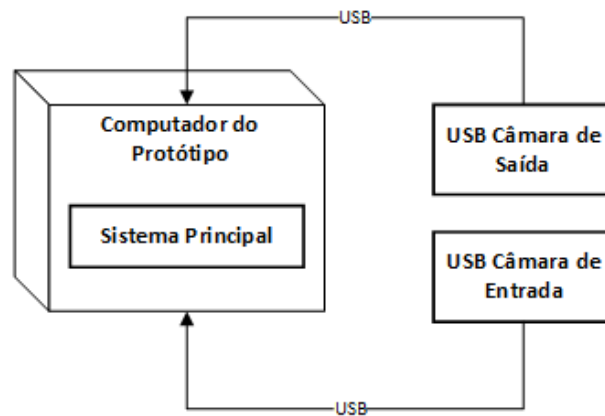 USB
Computador do
Protótipo
Sistema Principal
USB Câmara de
Saída
USB Câmara de
Entrada
USB